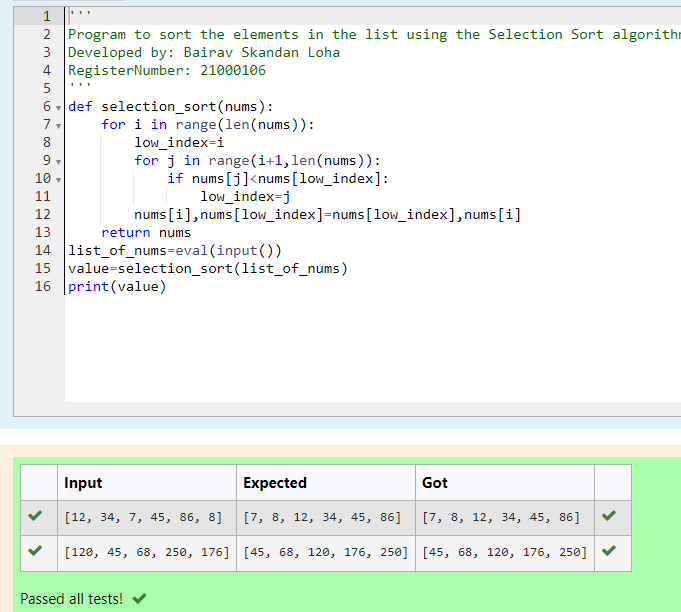 1 '''
2 Program to sort the elements in the list using the Selection Sort
3 Developed by: Bairav Skandan Loha
4 RegisterNumber: 21000106
5 '''
6 def selection_sort(nums):
7     for i in range(len(nums)):
8         low_index=i
9         for j in range(i+1,len(nums)):
10             if nums[j]<nums[low_index]:
11                 low_index=j
12         nums[i],nums[low_index]=nums[low_index],nums[i]
13     return nums
14 list_of_nums=eval(input())
15 value=selection_sort(list_of_nums)
16 print(value)
Input Expected Got
[12, 34, 7, 45, 86, 8] [7, 8, 12, 34, 45, 86] [7, 8, 12, 34, 45, 86]
[120, 45, 68, 250, 176] [45, 68, 120, 176, 250] [45, 68, 120, 176, 250]
Passed all tests!